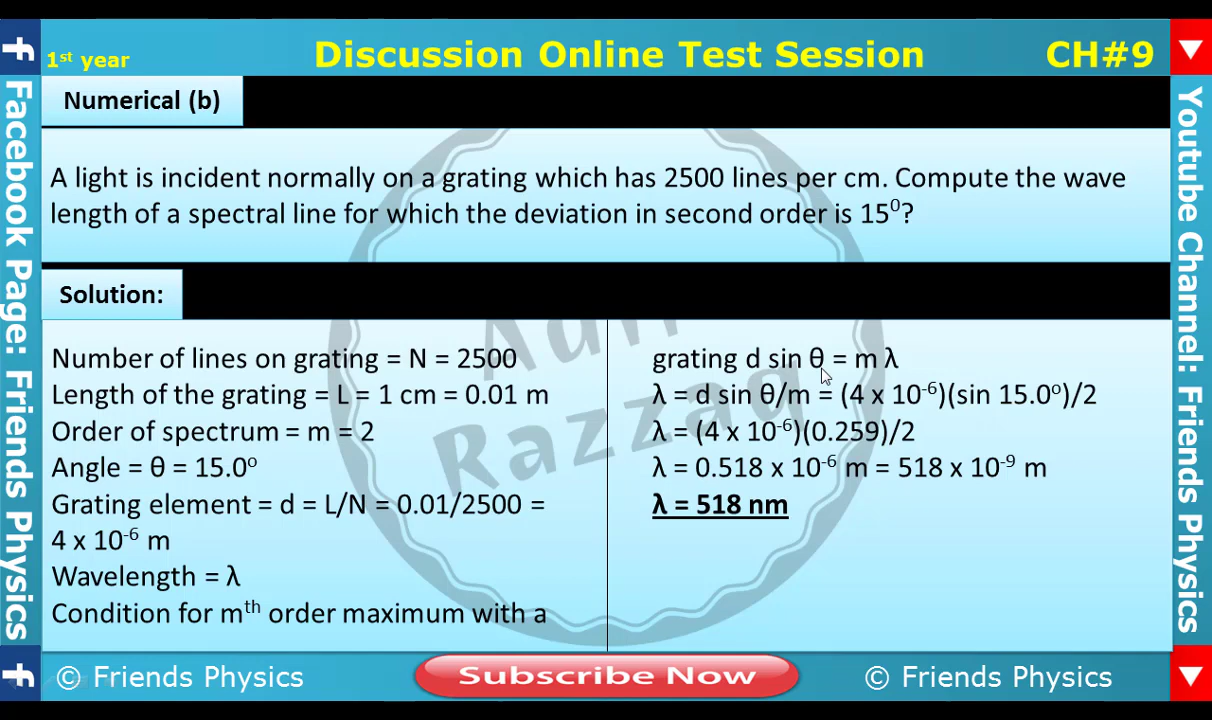 1st year
Discussion Online Test Session
CH#9
Numerical (b)
A light is incident normally on a grating which has 2500 lines per cm. Compute the wave
length of a spectral line for which the deviation in second order is 15⁰?
Solution:
Number of lines on grating = N = 2500
Length of the grating = L = 1 cm = 0.01 m
Order of spectrum = m = 2
Angle = θ = 15.0ᵒ
Grating element = d = L/N = 0.01/2500 =
4 x 10⁻⁶ m
Wavelength = λ
Condition for mᵗʰ order maximum with a
grating d sin θ = m λ
λ = d sin θ/m = (4 x 10⁻⁶)(sin 15.0ᵒ)/2
λ = (4 x 10⁻⁶)(0.259)/2
λ = 0.518 x 10⁻⁶ m = 518 x 10⁻⁹ m
λ = 518 nm
Razzaq
f
Facebook Page: Friends Physics
f
Youtube Channel: Friends Physics
© Friends Physics
Subscribe Now
© Friends Physics